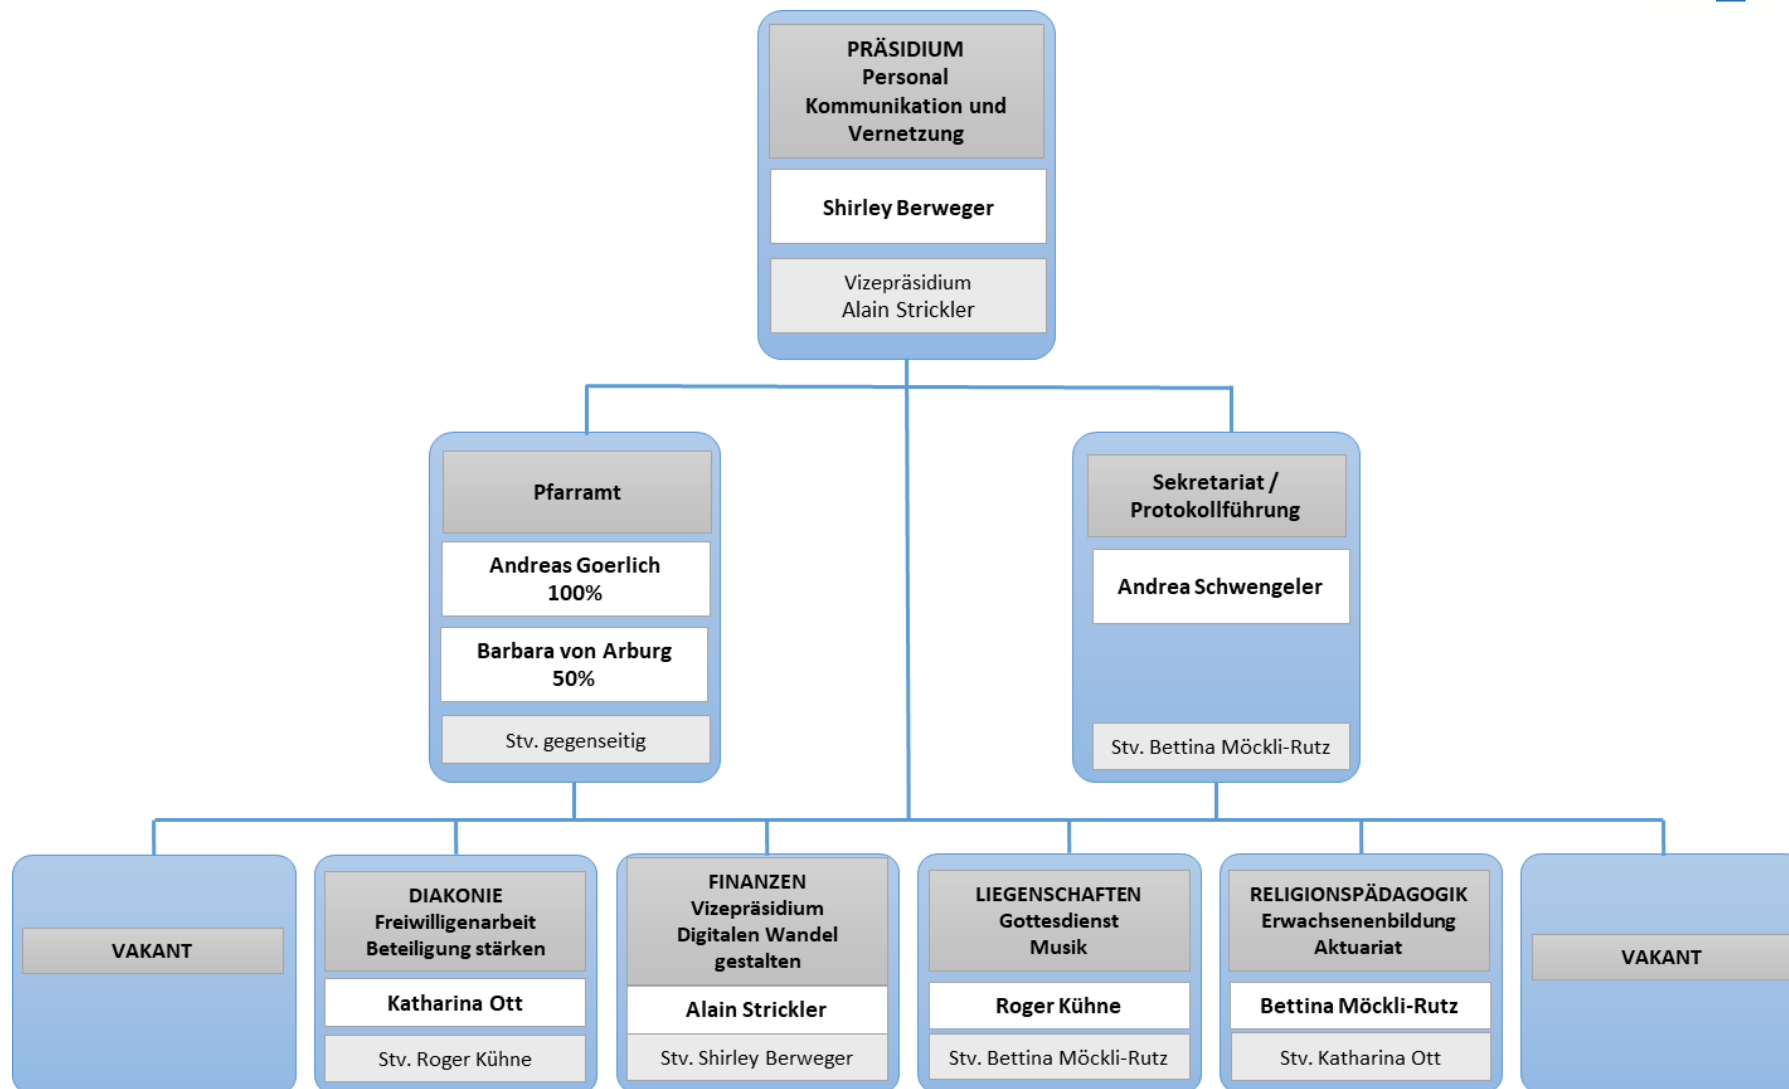 PRÄSIDIUM
Personal
Kommunikation und
Vernetzung
Shirley Berweger
Vizepräsidium
Alain Strickler
Pfarramt
Andreas Goerlich
100%
Barbara von Arburg
50%
Stv. gegenseitig
Sekretariat /
Protokollführung
Andrea Schwengeler
Stv. Bettina Möckli-Rutz
VAKANT
DIAKONIE
Freiwilligenarbeit
Beteiligung stärken
Katharina Ott
Stv. Roger Kühne
FINANZEN
Vizepräsidium
Digitalen Wandel
gestalten
Alain Strickler
Stv. Shirley Berweger
LIEGENSCHAFTEN
Gottesdienst
Musik
Roger Kühne
Stv. Bettina Möckli-Rutz
RELIGIONSPÄDAGOGIK
Erwachsenenbildung
Aktuariat
Bettina Möckli-Rutz
Stv. Katharina Ott
VAKANT